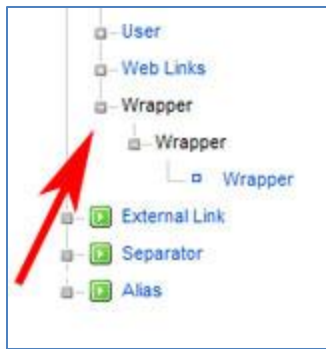 User
Web Links
Wrapper
Wrapper
Wrapper
External Link
Separator
Alias